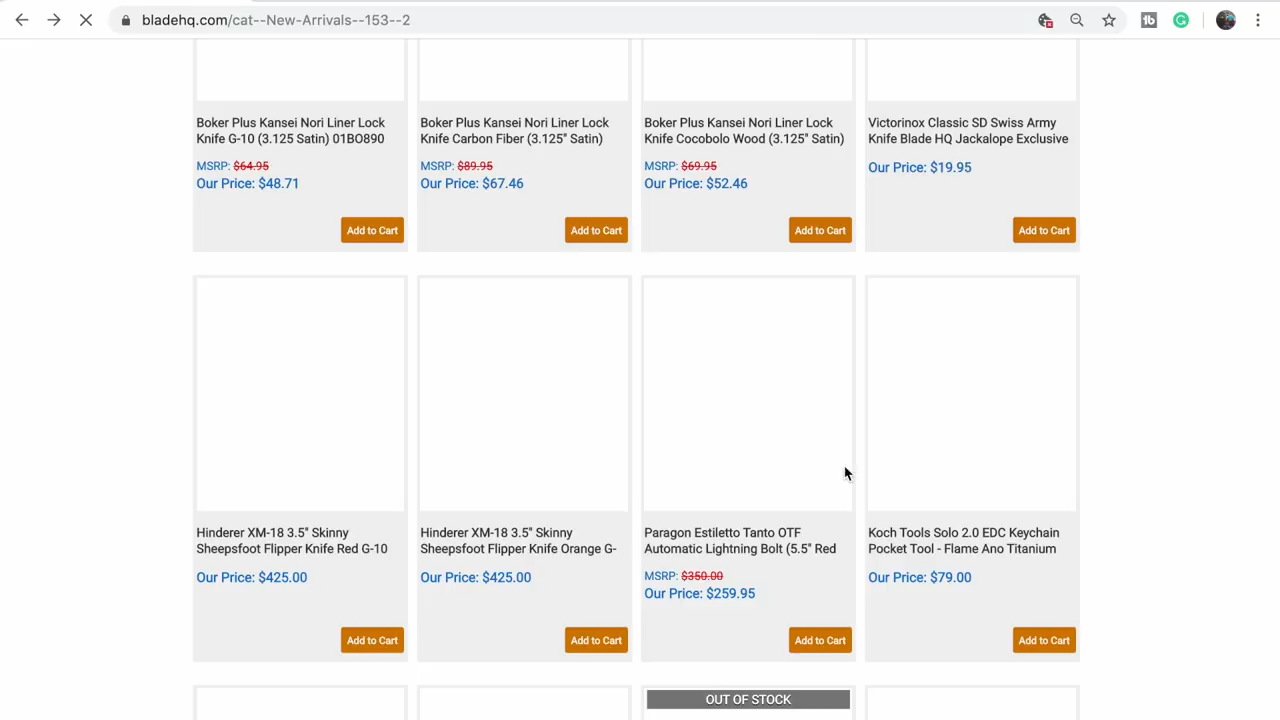 bladehq.com/cat--New-Arrivals--153--2
tb
Boker Plus Kansei Nori Liner Lock
Knife G-10 (3.125 Satin) 01BO890
MSRP: $64.95
Our Price: $48.71
Add to Cart
Boker Plus Kansei Nori Liner Lock
Knife Carbon Fiber (3.125" Satin)
MSRP: $89.95
Our Price: $67.46
Add to Cart
Boker Plus Kansei Nori Liner Lock
Knife Cocobolo Wood (3.125" Satin)
MSRP: $69.95
Our Price: $52.46
Add to Cart
Victorinox Classic SD Swiss Army
Knife Blade HQ Jackalope Exclusive
Our Price: $19.95
Add to Cart
Hinderer XM-18 3.5" Skinny
Sheepsfoot Flipper Knife Red G-10
Our Price: $425.00
Add to Cart
Hinderer XM-18 3.5" Skinny
Sheepsfoot Flipper Knife Orange G-
Our Price: $425.00
Add to Cart
Paragon Estiletto Tanto OTF
Automatic Lightning Bolt (5.5" Red
MSRP: $350.00
Our Price: $259.95
Add to Cart
Koch Tools Solo 2.0 EDC Keychain
Pocket Tool - Flame Ano Titanium
Our Price: $79.00
Add to Cart
OUT OF STOCK